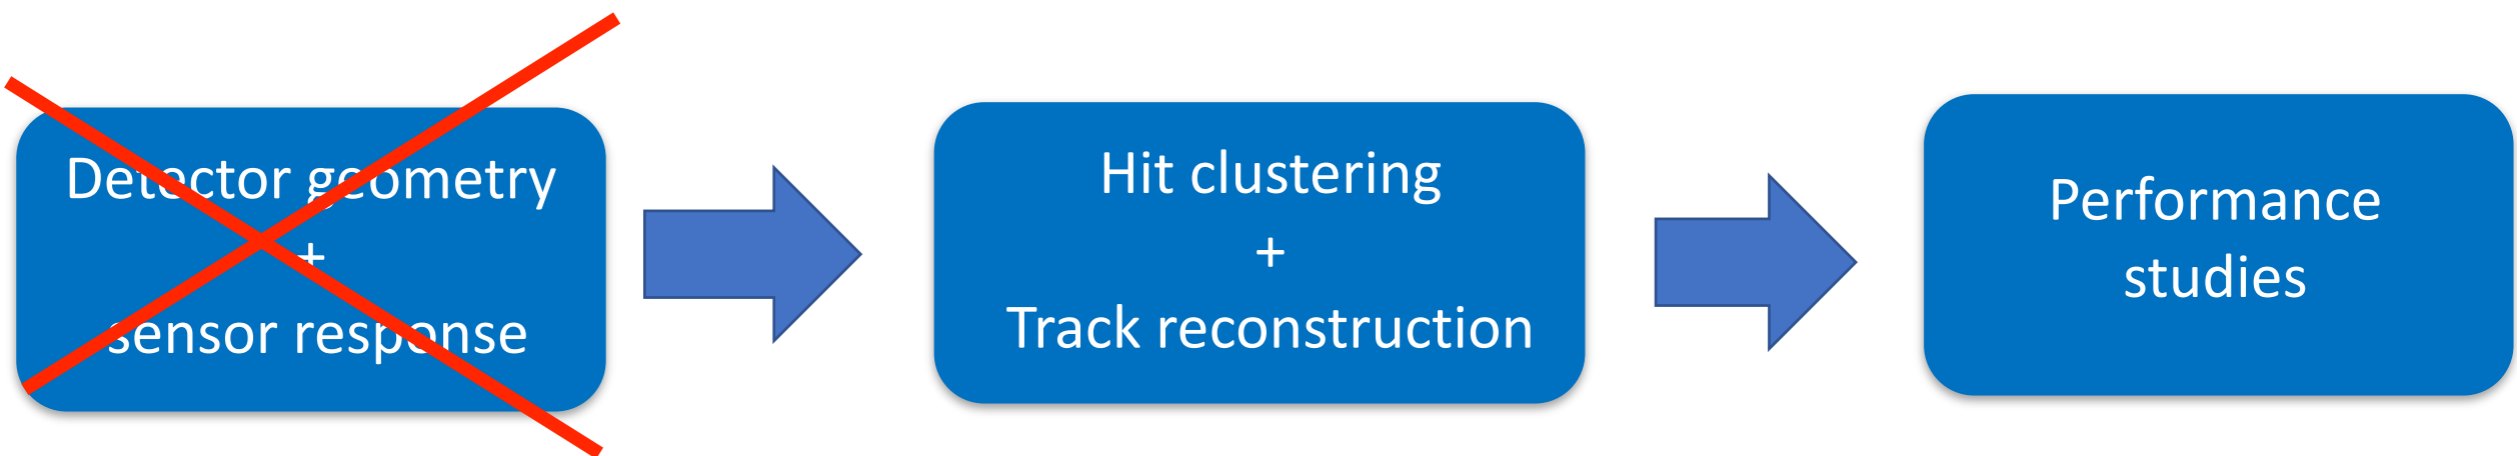 Detector geometry
+
sensor response
Hit clustering
+
Track reconstruction
Performance
studies